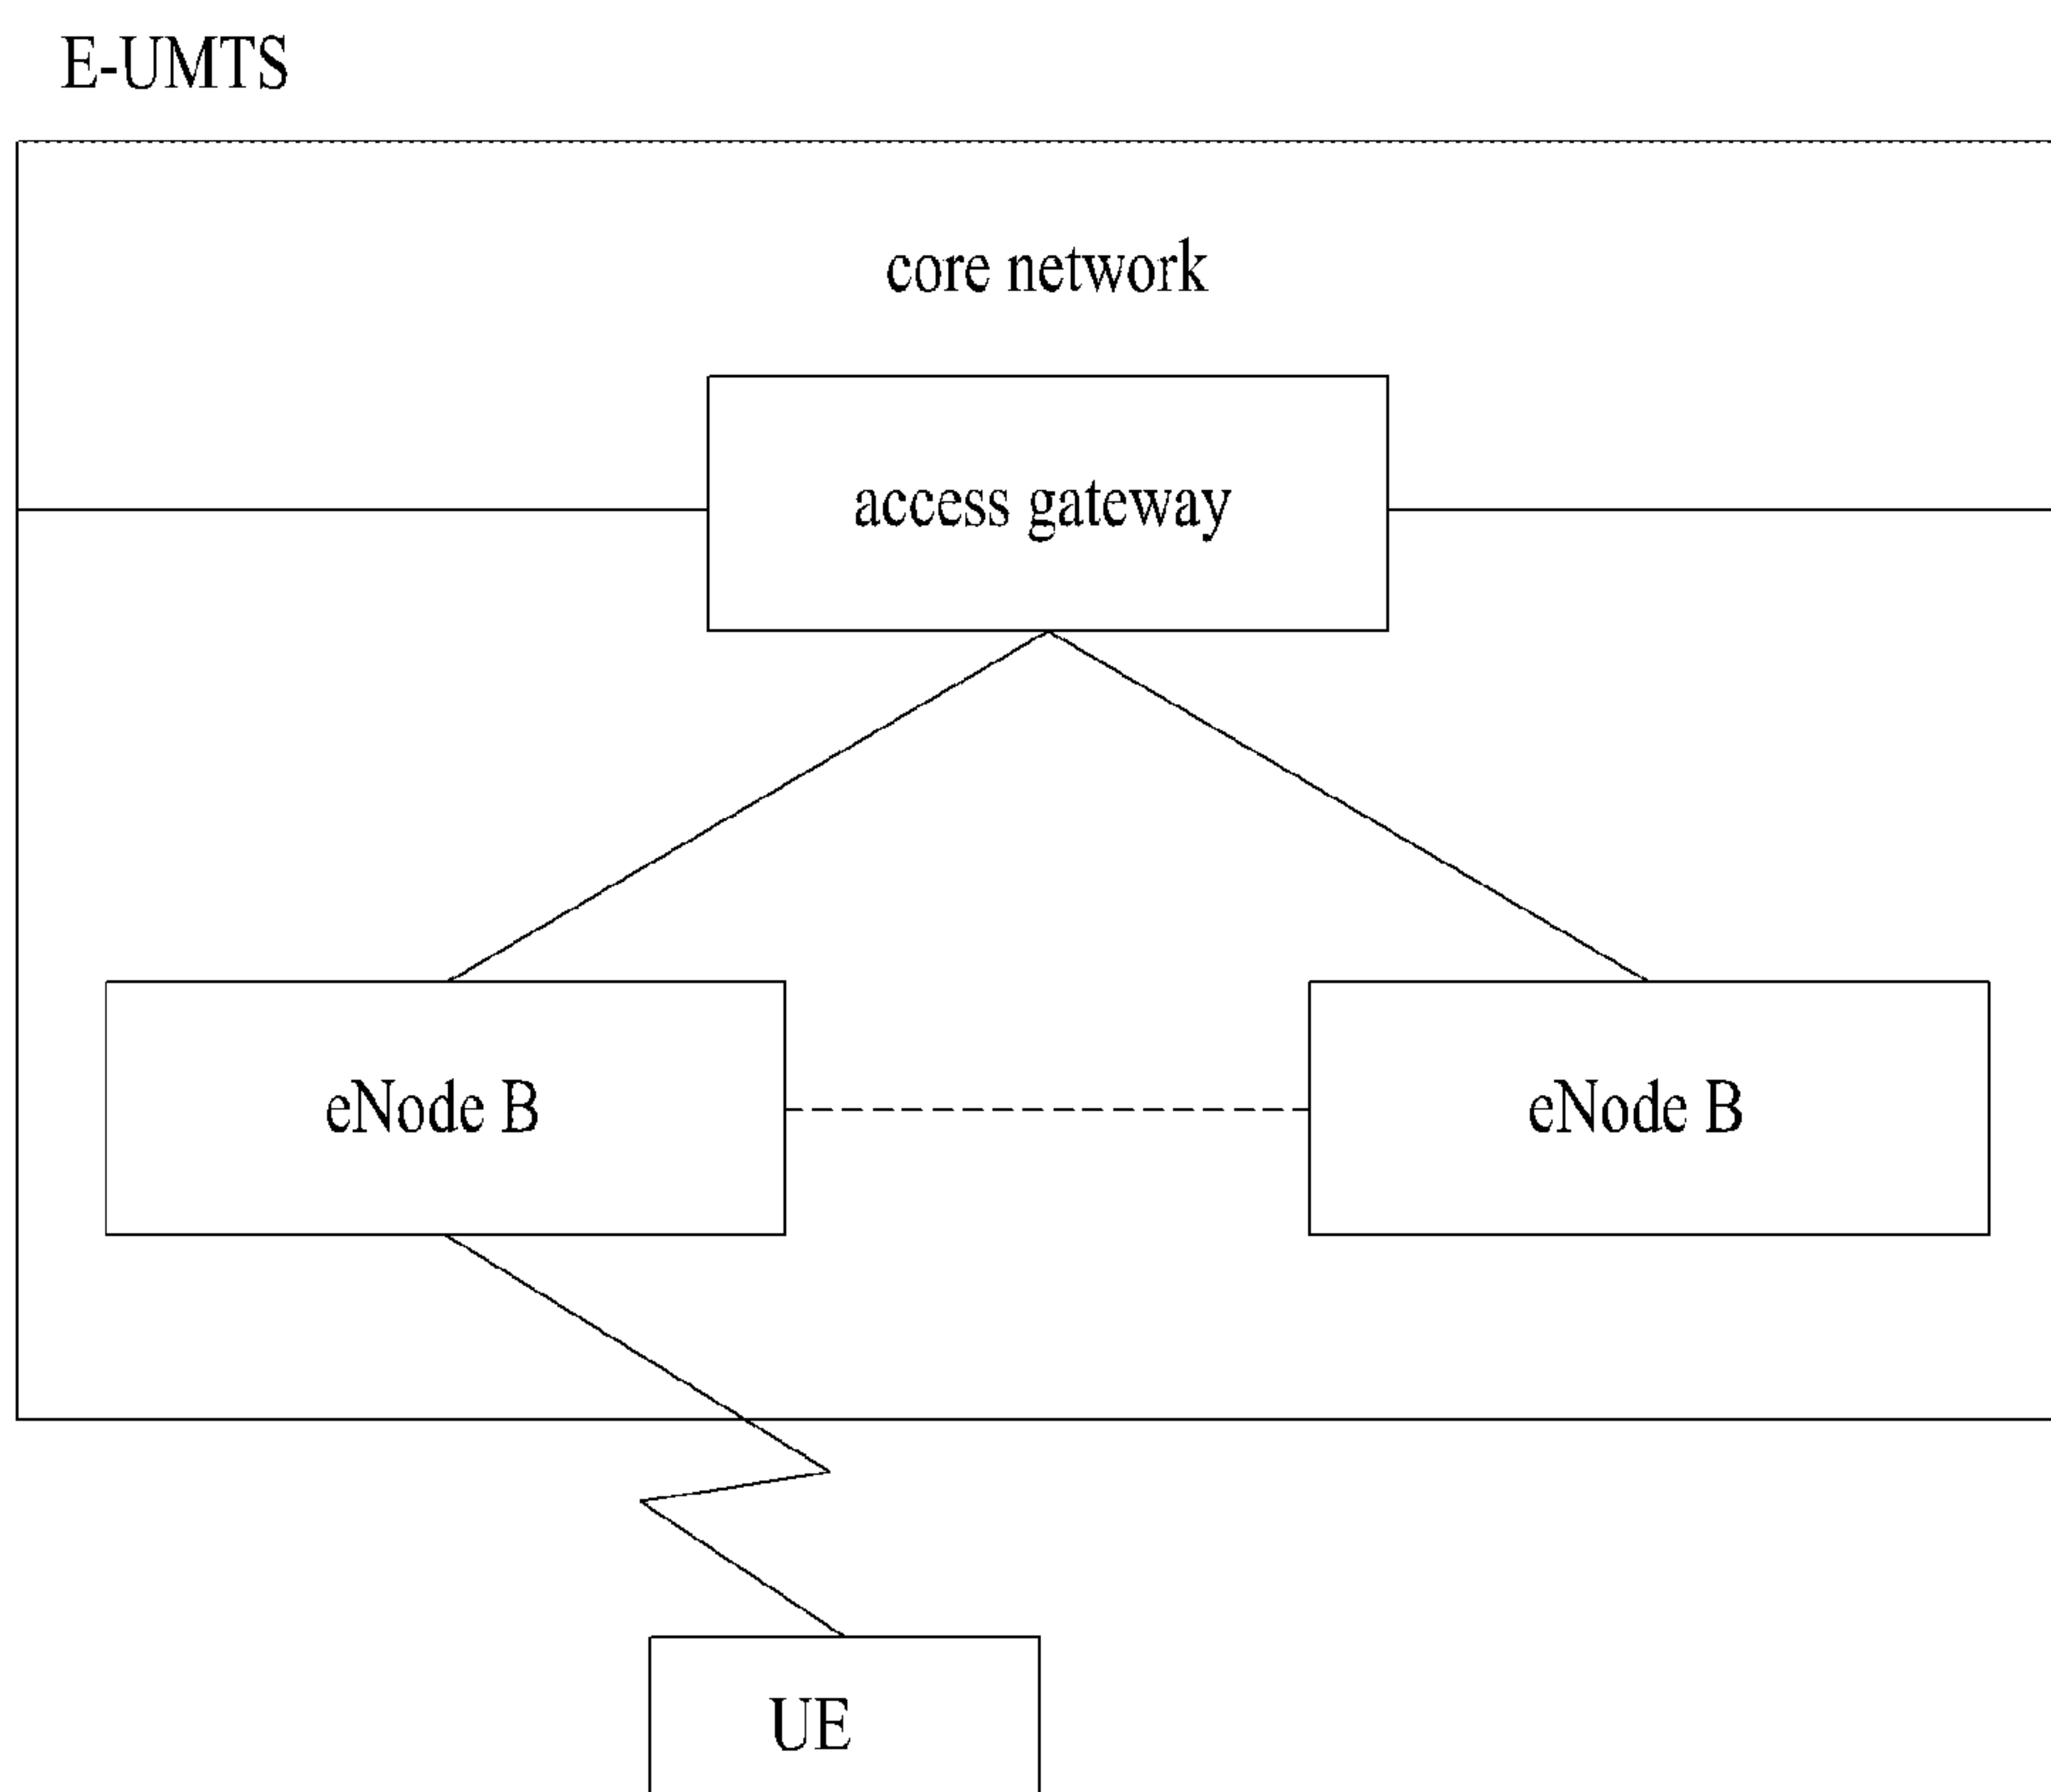 E-UMTS
core network
access gateway
eNode B
eNode B
UE